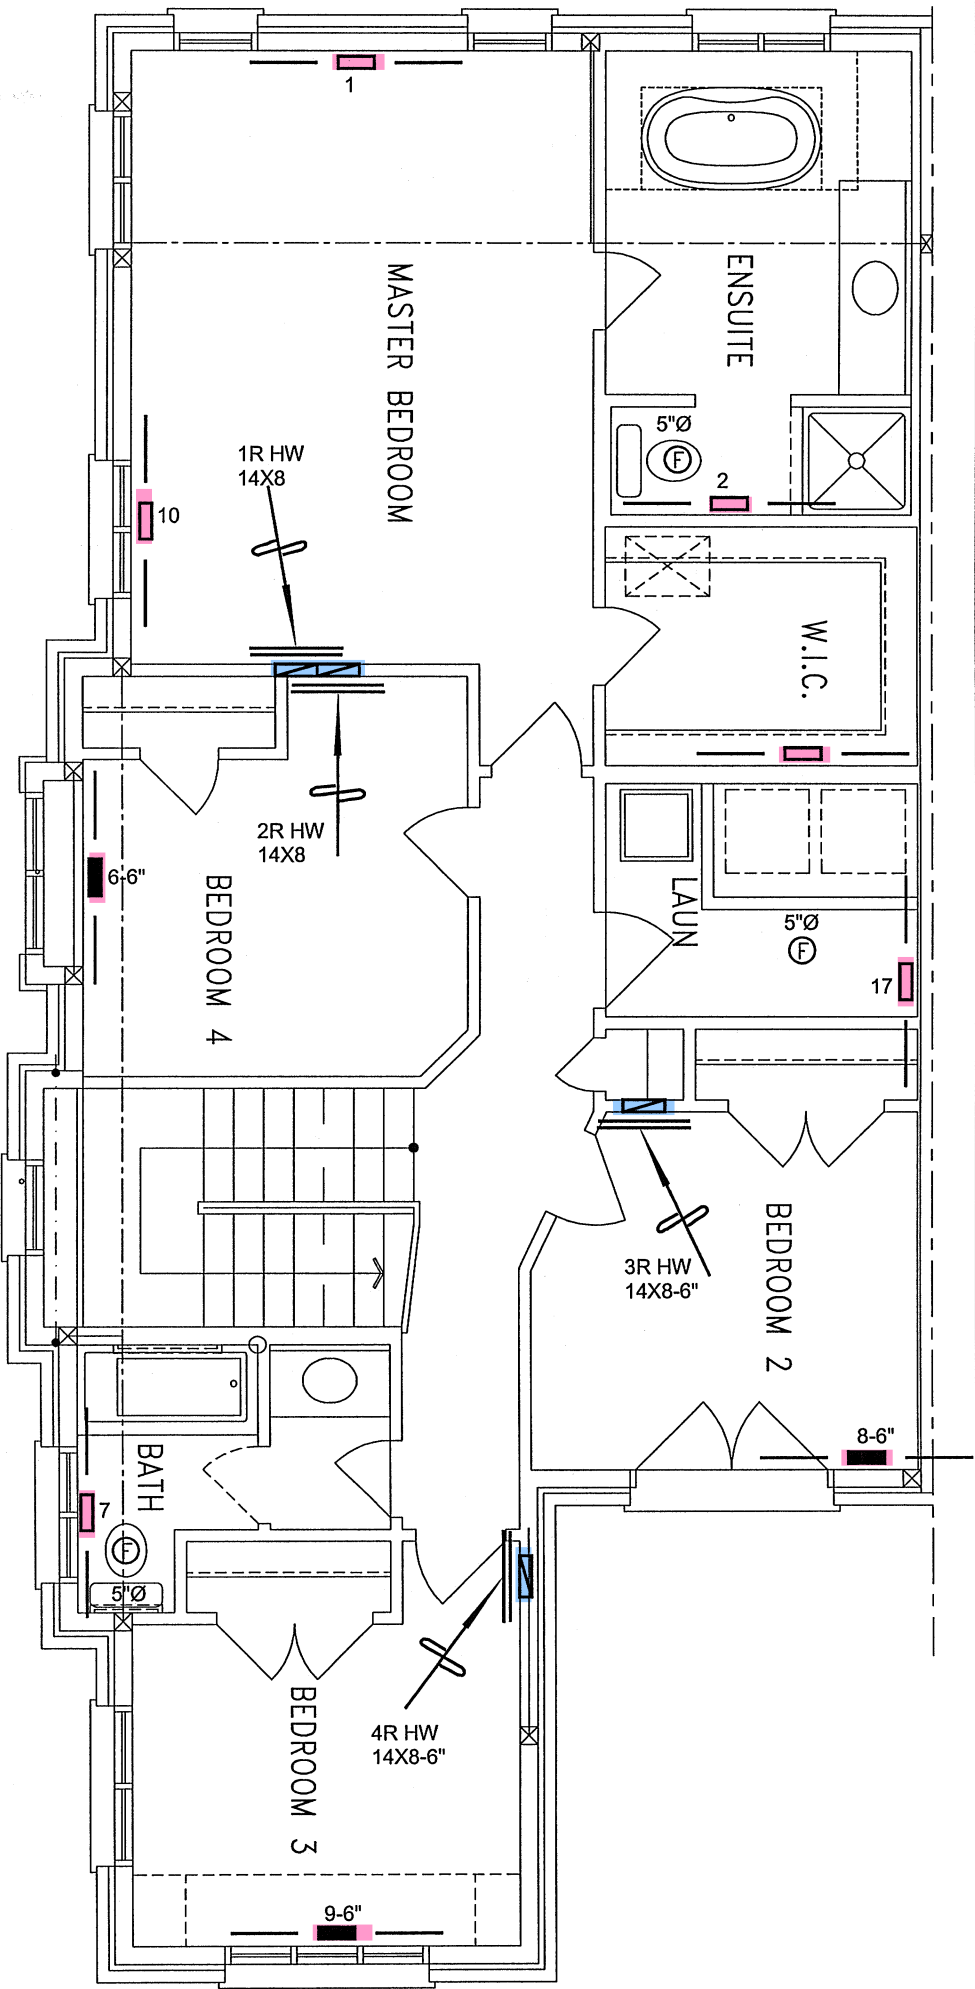 1
MASTER BEDROOM
ENSUITE
5"Ø
F
2
1R HW
14X8
10
W.I.C.
2R HW
14X8
6-6"
BEDROOM 4
LAUN
5"Ø
F
17
BEDROOM 2
3R HW
14X8-6"
8-6"
BATH
7
F
5"Ø
BEDROOM 3
4R HW
14X8-6"
9-6"